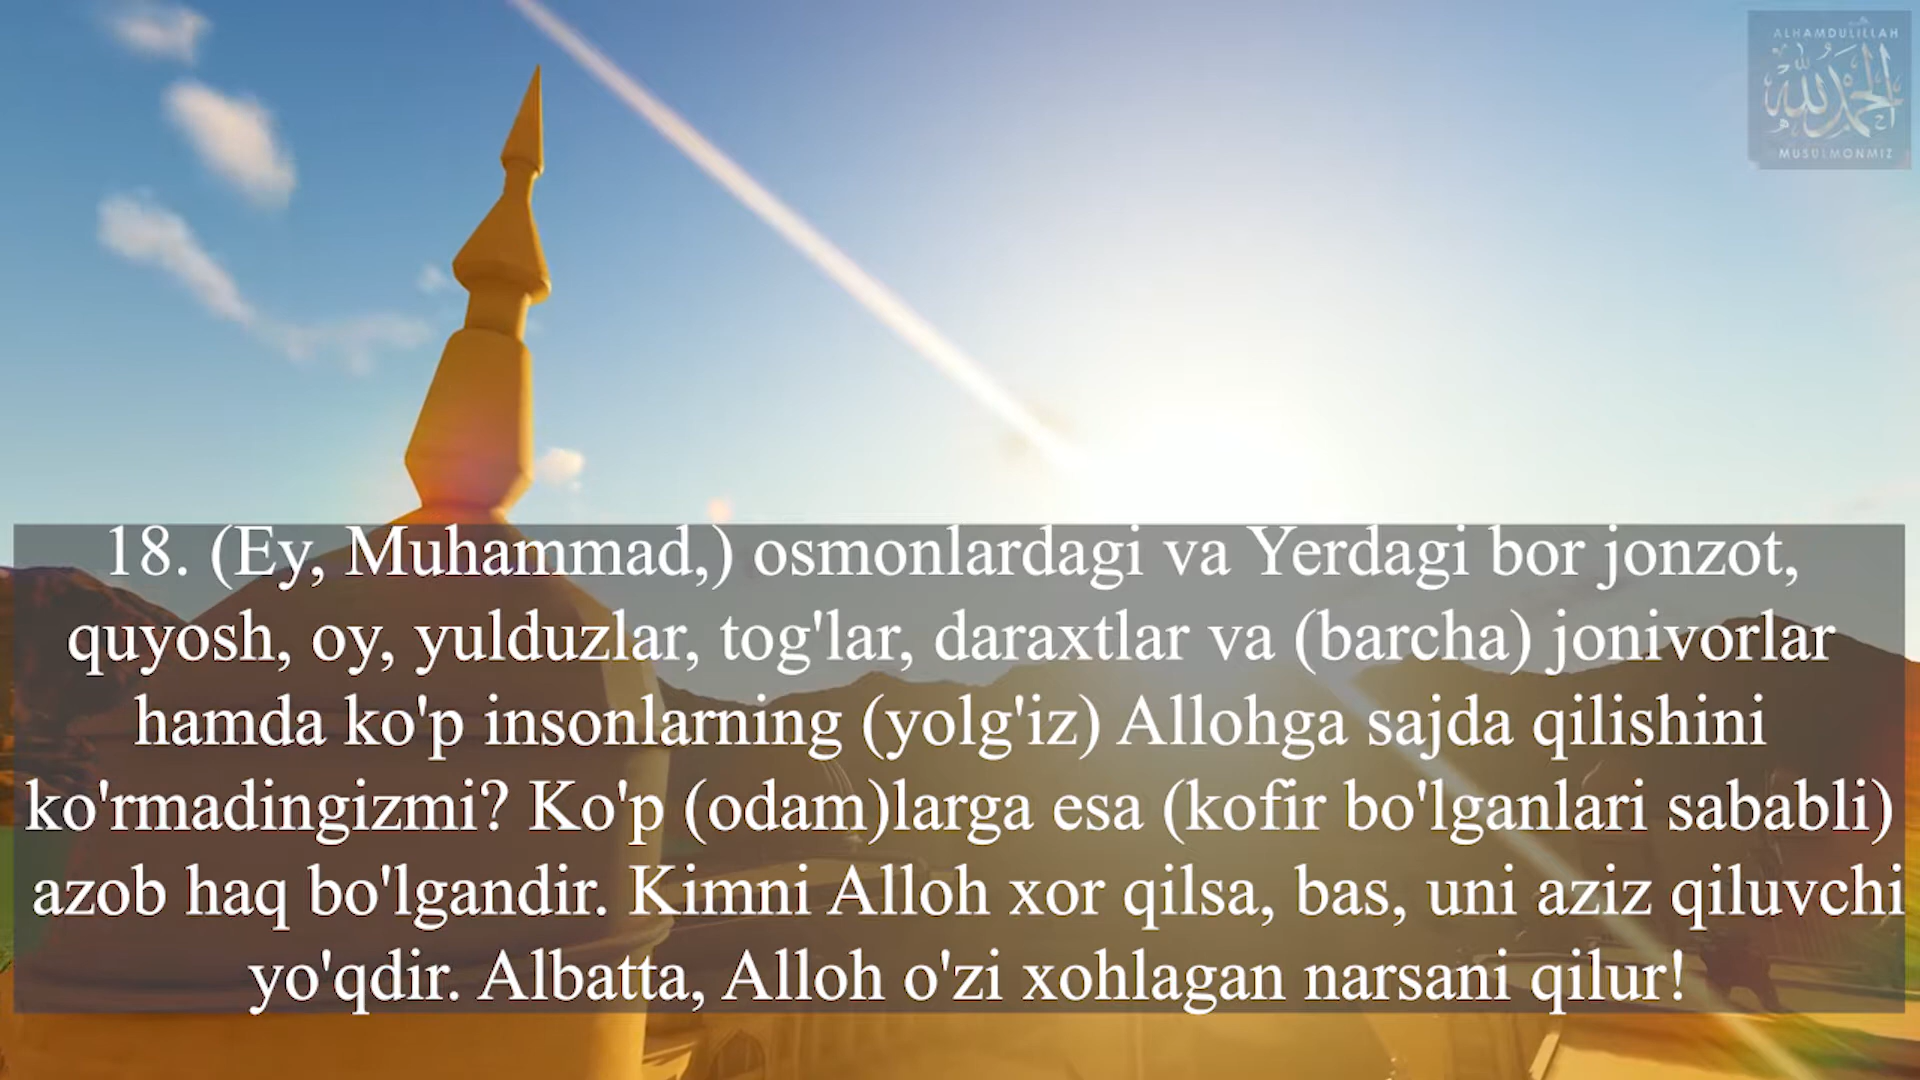 ALHAMDULILLAH
الحمد لله
MUSULMONMIZ
18. (Ey, Muhammad,) osmonlardagi va Yerdagi bor jonzot,
quyosh, oy, yulduzlar, tog'lar, daraxtlar va (barcha) jonivorlar
hamda ko'p insonlarning (yolg'iz) Allohga sajda qilishini
ko'rmadingizmi? Ko'p (odam)larga esa (kofir bo'lganlari sababli)
azob haq bo'lgandir. Kimni Alloh xor qilsa, bas, uni aziz qiluvchi
yo'qdir. Albatta, Alloh o'zi xohlagan narsani qilur!